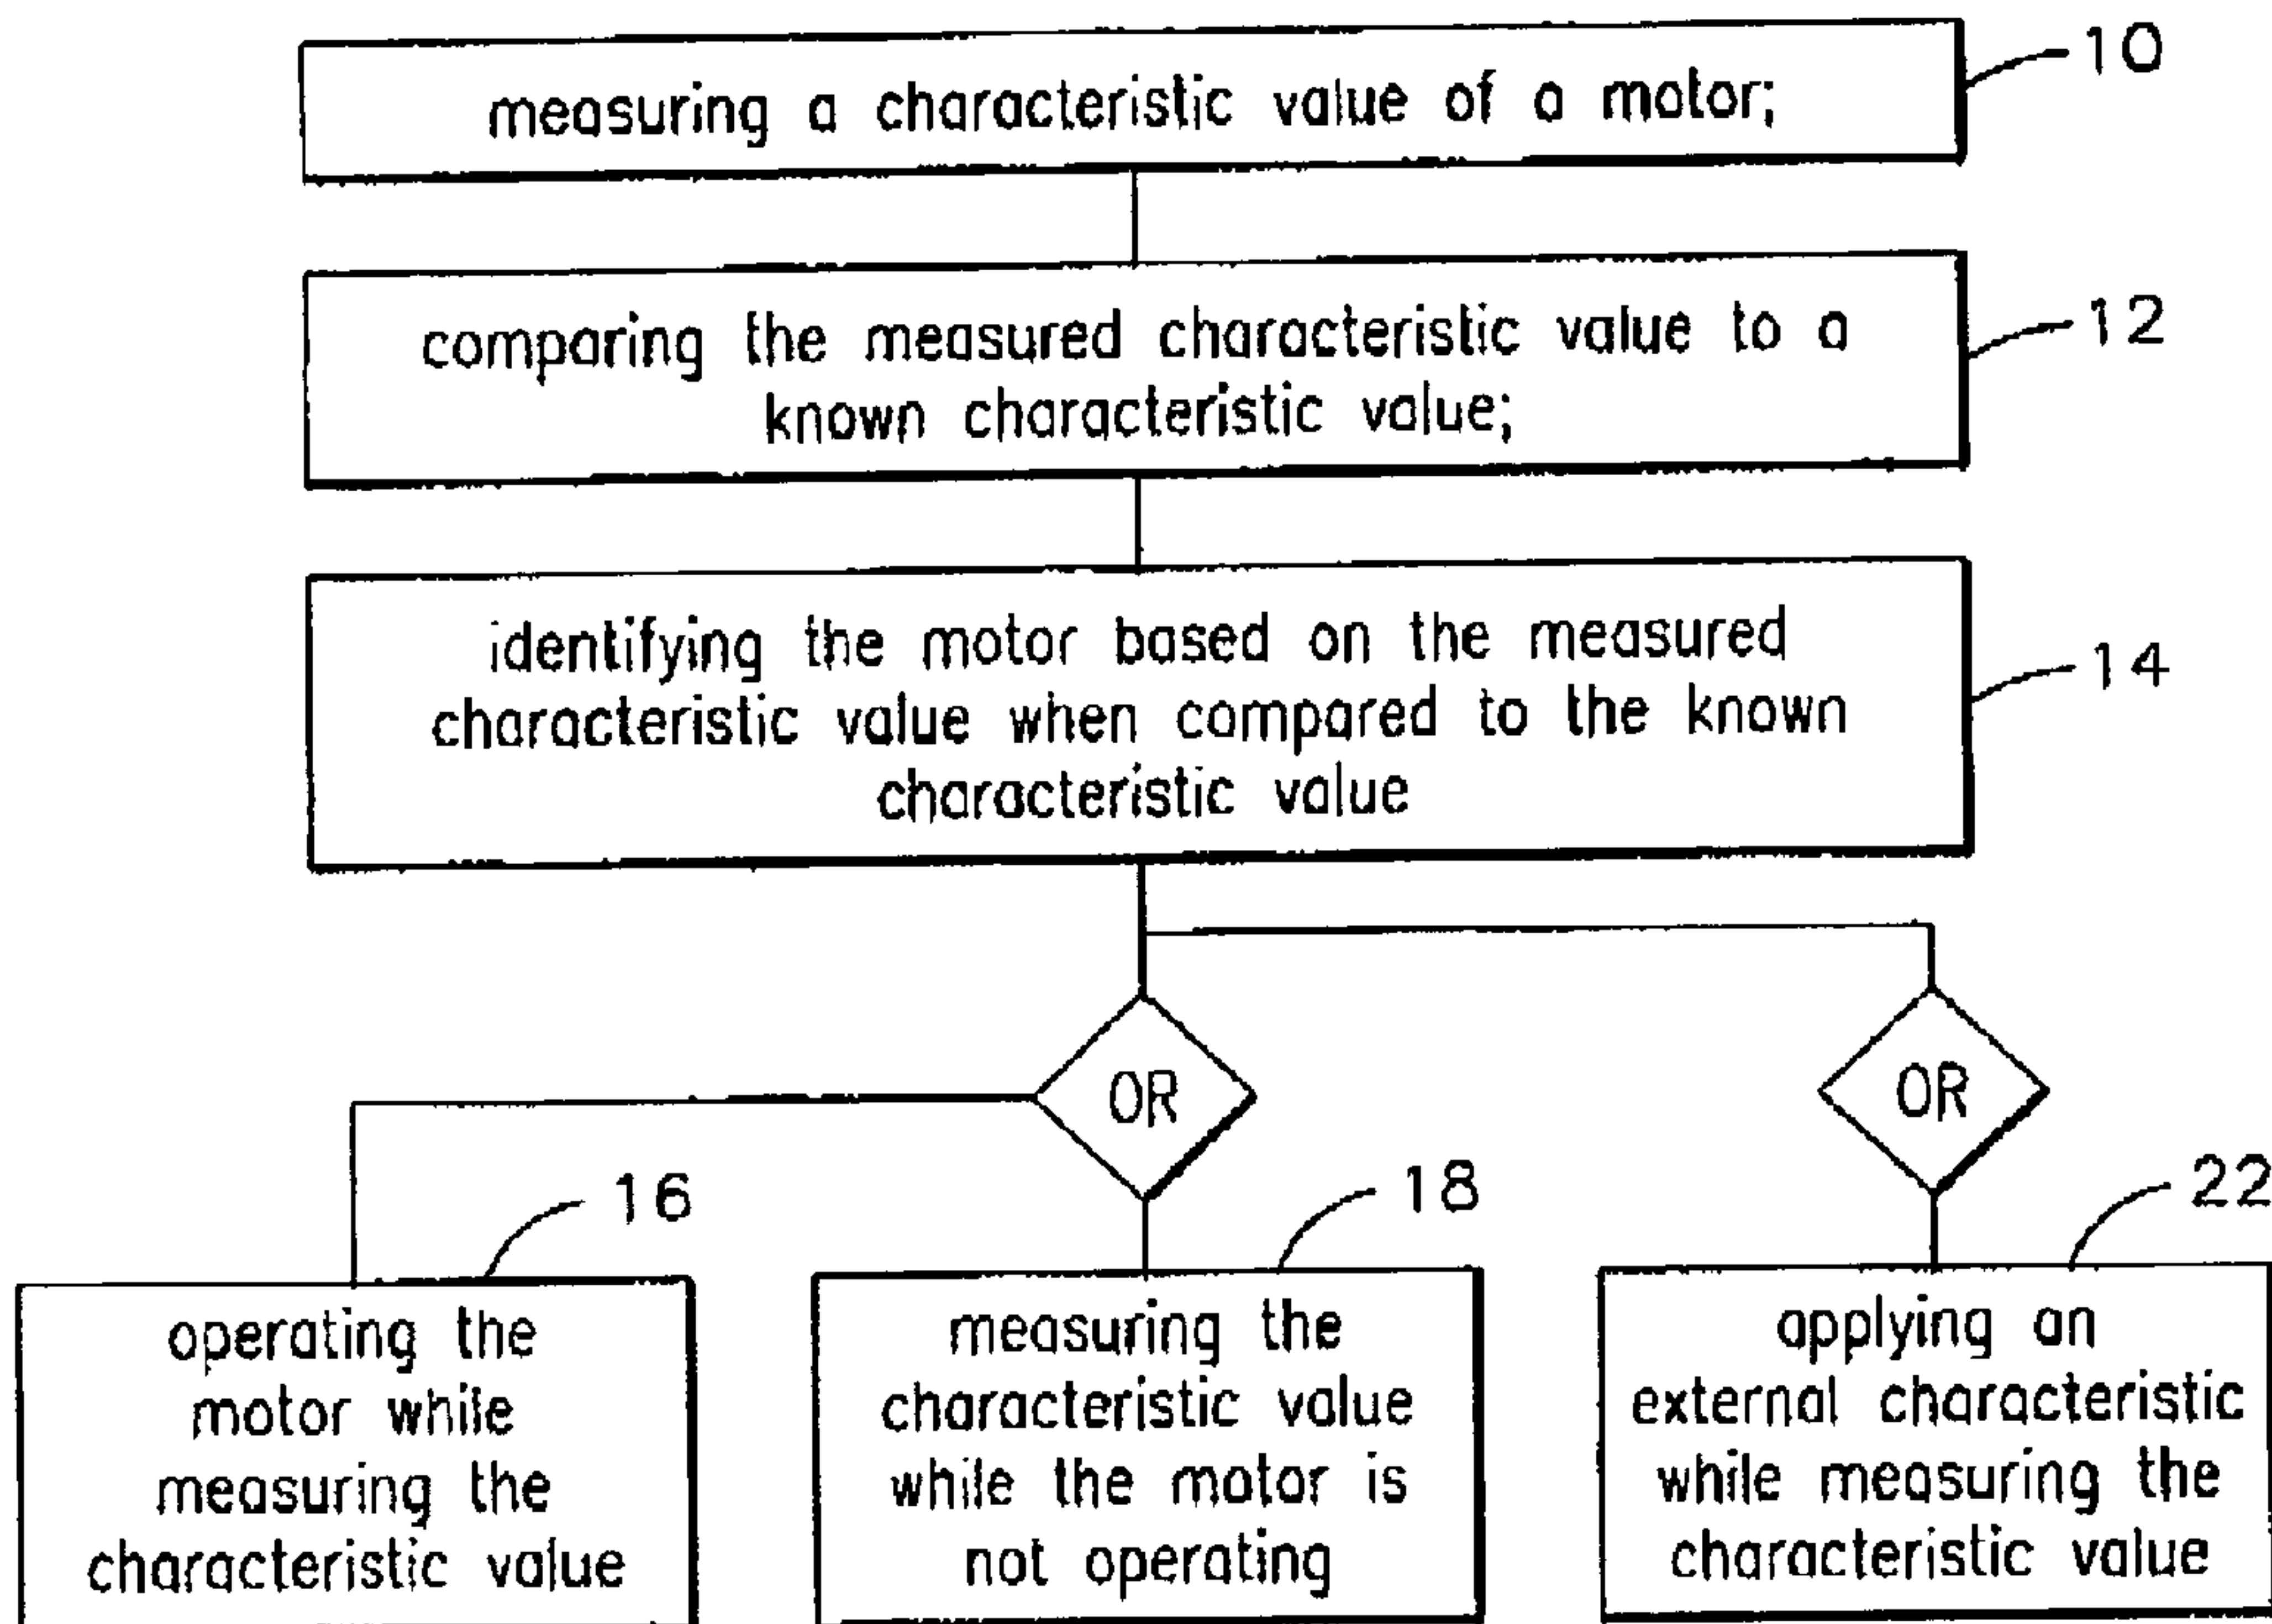 measuring a characteristic value of a motor;
10
comparing the measured characteristic value to a
known characteristic value;
12
identifying the motor based on the measured
characteristic value when compared to the known
characteristic value
14
OR
OR
16
18
22
operating the
motor while
measuring the
characteristic value
measuring the
characteristic value
while the motor is
not operating
applying an
external characteristic
while measuring the
characteristic value